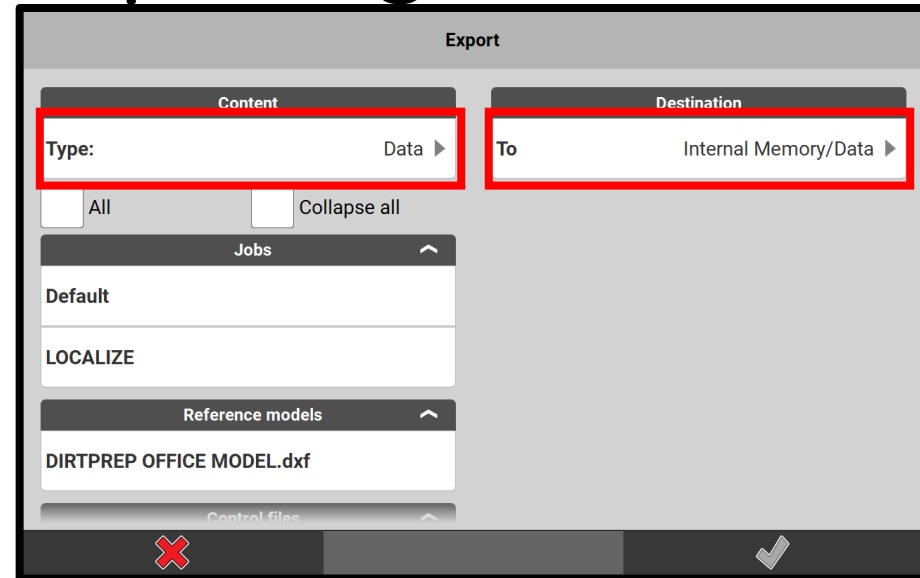 Export
Content
Type: Data
All Collapse all
Jobs
Default
LOCALIZE
Reference models
DIRTPREP OFFICE MODEL.dxf
Control files
Destination
To Internal Memory/Data